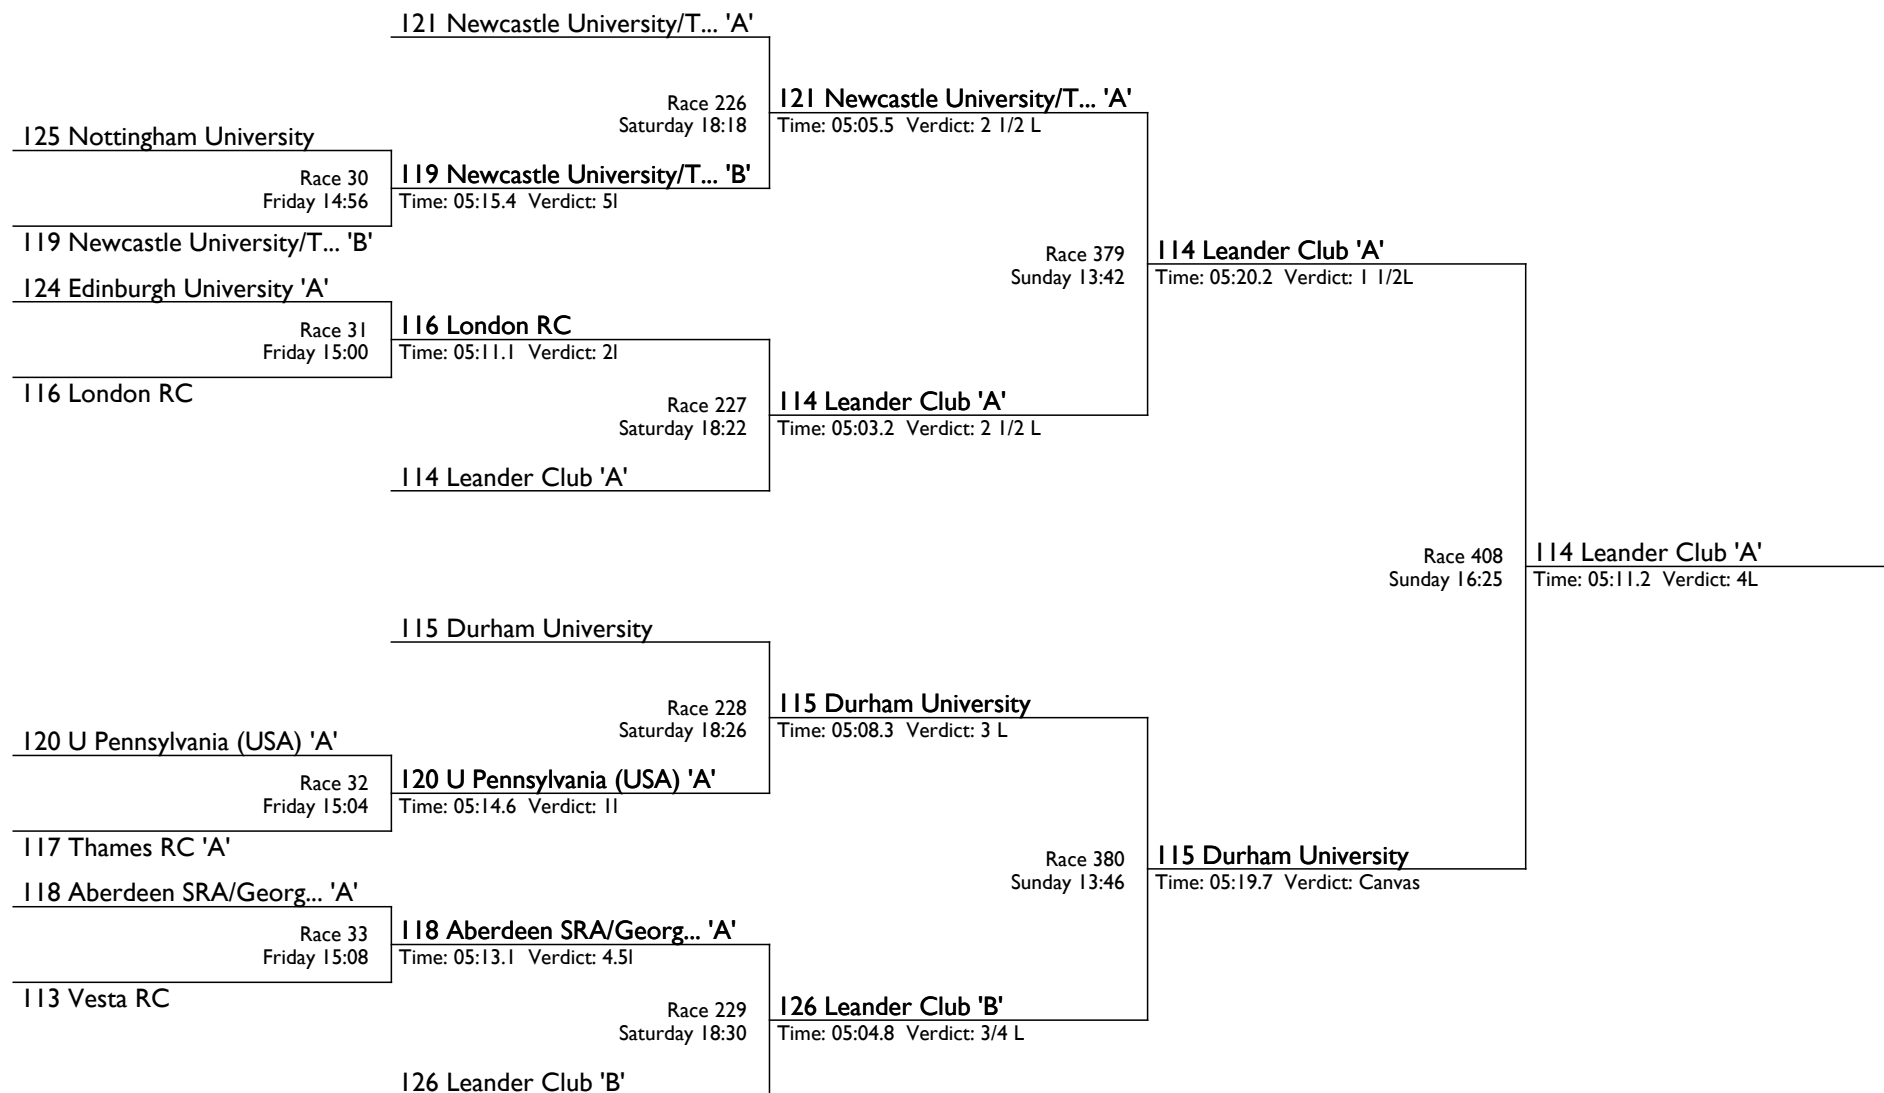 121 Newcastle University/T... 'A'
Race 226
Saturday 18:18
121 Newcastle University/T... 'A'
Time: 05:05.5 Verdict: 2 1/2 L
125 Nottingham University
Race 30
Friday 14:56
119 Newcastle University/T... 'B'
Time: 05:15.4 Verdict: 5l
119 Newcastle University/T... 'B'
Race 379
Sunday 13:42
114 Leander Club 'A'
Time: 05:20.2 Verdict: 1 1/2L
124 Edinburgh University 'A'
Race 31
Friday 15:00
116 London RC
Time: 05:11.1 Verdict: 2l
116 London RC
Race 227
Saturday 18:22
114 Leander Club 'A'
Time: 05:03.2 Verdict: 2 1/2 L
114 Leander Club 'A'
Race 408
Sunday 16:25
114 Leander Club 'A'
Time: 05:11.2 Verdict: 4L
115 Durham University
Race 228
Saturday 18:26
115 Durham University
Time: 05:08.3 Verdict: 3 L
120 U Pennsylvania (USA) 'A'
Race 32
Friday 15:04
120 U Pennsylvania (USA) 'A'
Time: 05:14.6 Verdict: 1l
117 Thames RC 'A'
Race 380
Sunday 13:46
115 Durham University
Time: 05:19.7 Verdict: Canvas
118 Aberdeen SRA/Georg... 'A'
Race 33
Friday 15:08
118 Aberdeen SRA/Georg... 'A'
Time: 05:13.1 Verdict: 4.5l
113 Vesta RC
Race 229
Saturday 18:30
126 Leander Club 'B'
Time: 05:04.8 Verdict: 3/4 L
126 Leander Club 'B'